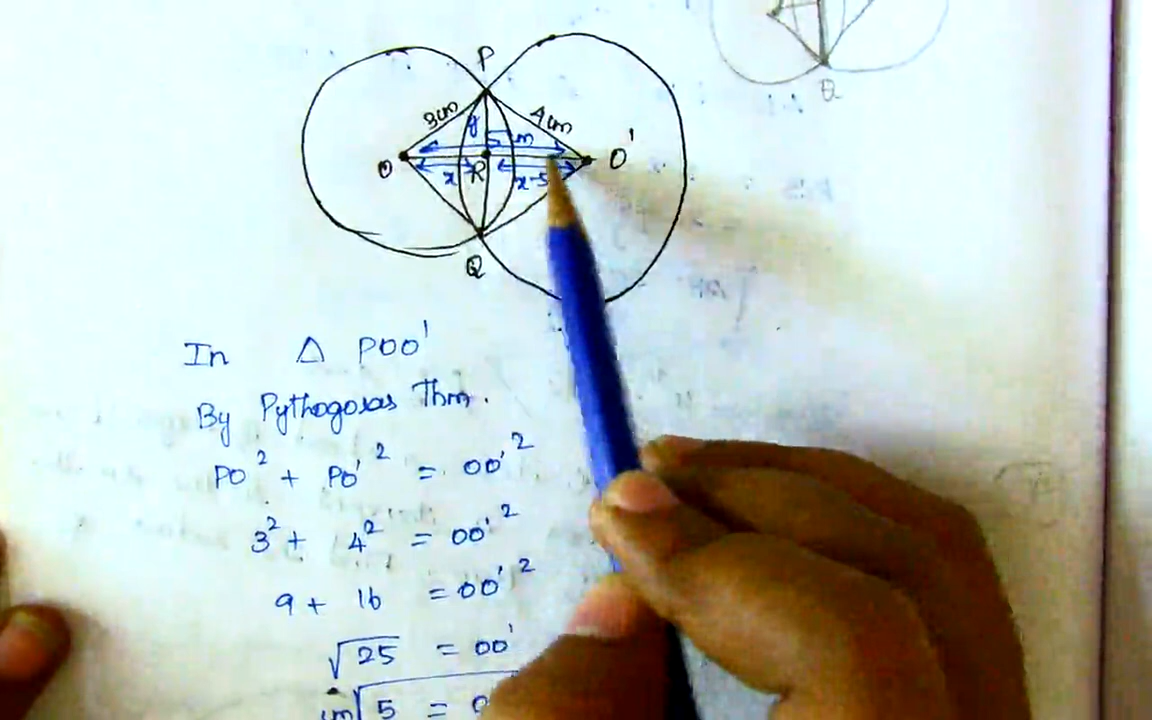 P
3cm
4cm
y
5cm
O
O'
x
R
x-5
Q
Q
In △ POO'
By Pythogosas Thm.
PO² + PO'² = OO'²
3² + 4² = OO'²
9 + 16 = OO'²
√25 = OO'
5 =